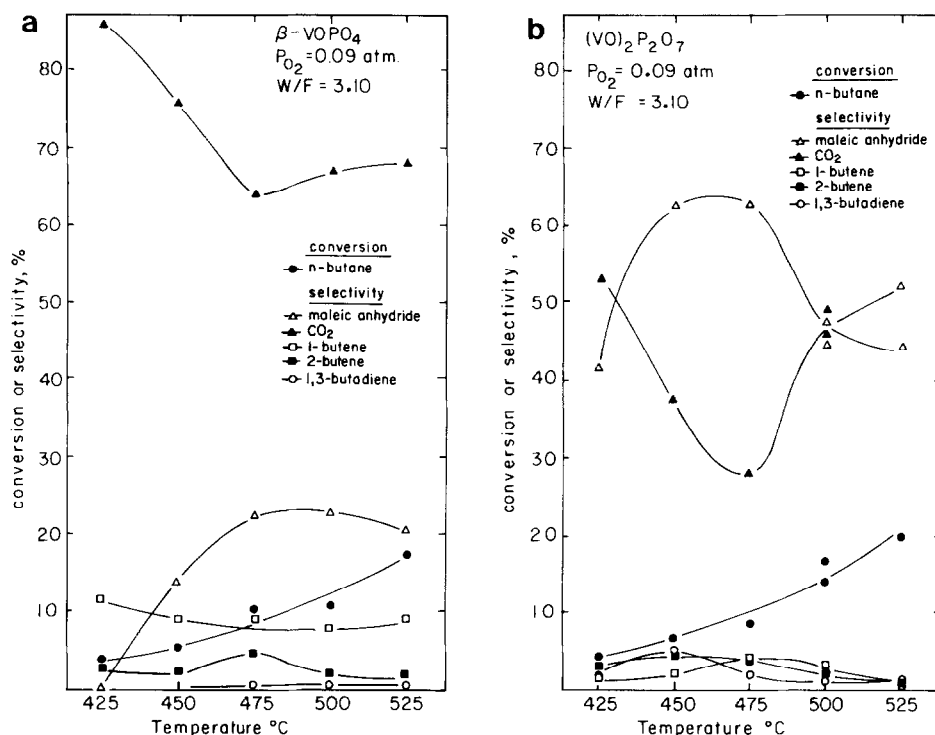 a
β-VOPO4
PO2=0.09 atm.
W/F=3.10
80
70
60
50
40
30
20
10
conversion or selectivity, %
conversion
n-butane
selectivity
maleic anhydride
CO2
1-butene
2-butene
1,3-butadiene
425 450 475 500 525
Temperature °C
b
(VO)2P2O7
PO2=0.09 atm
W/F=3.10
conversion
n-butane
selectivity
maleic anhydride
CO2
1-butene
2-butene
1,3-butadiene
80
70
60
50
40
30
20
10
conversion or selectivity, %
425 450 475 500 525
Temperature °C